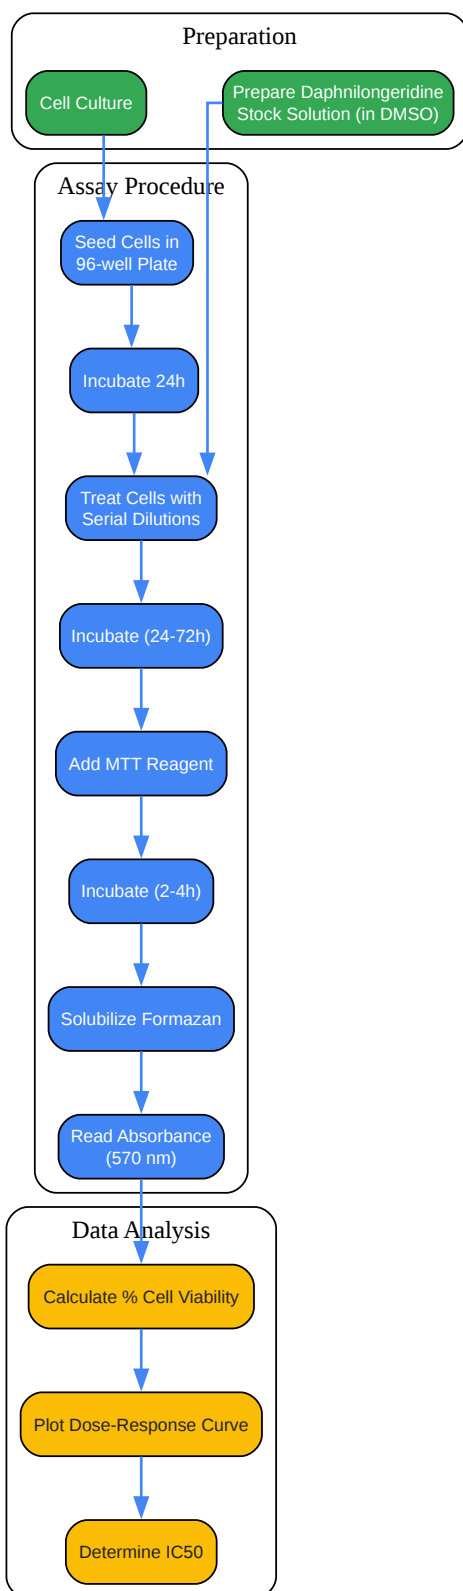 Preparation
Cell Culture
Prepare Daphnilongeridine
Stock Solution (in DMSO)
Assay Procedure
Seed Cells in
96-well Plate
Incubate 24h
Treat Cells with
Serial Dilutions
Incubate (24-72h)
Add MTT Reagent
Incubate (2-4h)
Solubilize Formazan
Read Absorbance
(570 nm)
Data Analysis
Calculate % Cell Viability
Plot Dose-Response Curve
Determine IC50